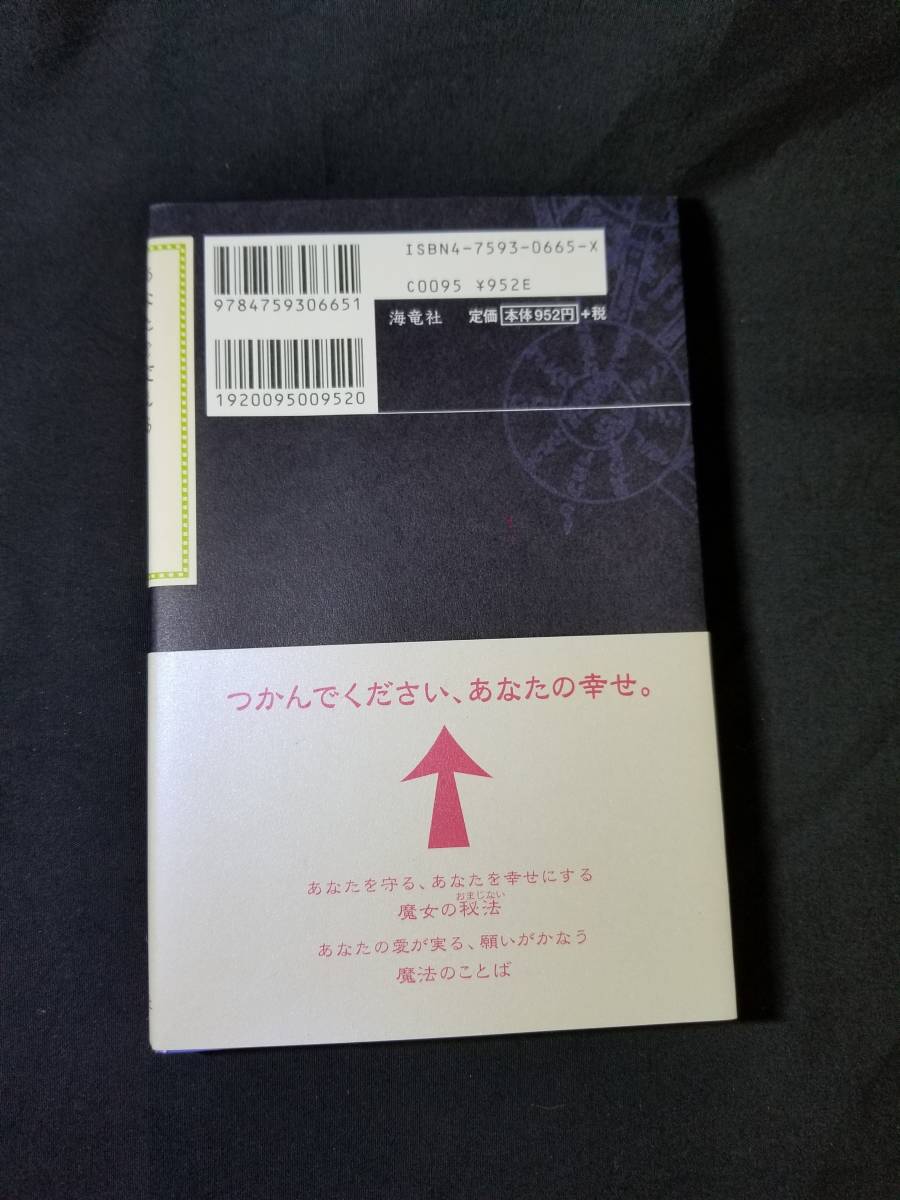 ISBN4-7593-0665-X
9784759306651
C0095 ¥952E
海竜社 定価 本体952円 +税
1920095009520
つかんでください、あなたの幸せ。
あなたを守る、あなたを幸せにする
おまじない
魔女の秘法
あなたの愛が実る、願いがかなう
魔法のことば